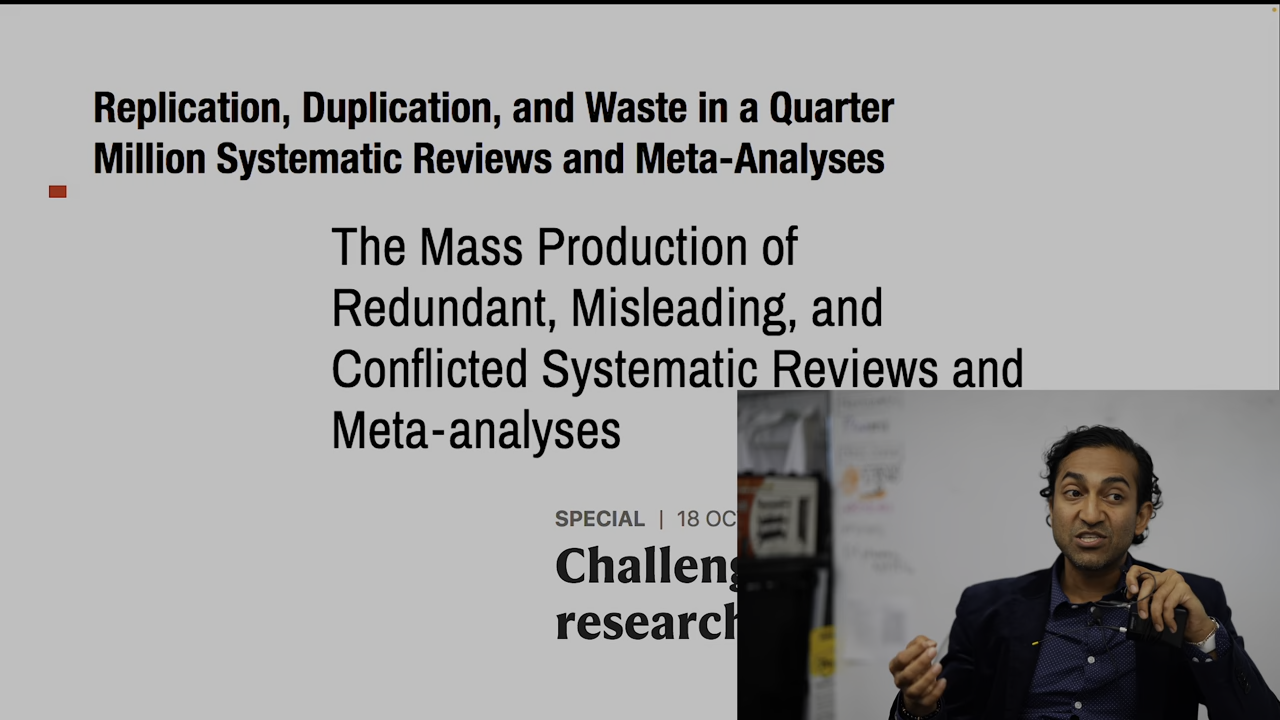 Replication, Duplication, and Waste in a Quarter
Million Systematic Reviews and Meta-Analyses
The Mass Production of
Redundant, Misleading, and
Conflicted Systematic Reviews and
Meta-analyses
SPECIAL | 18 OC
Challeng
research